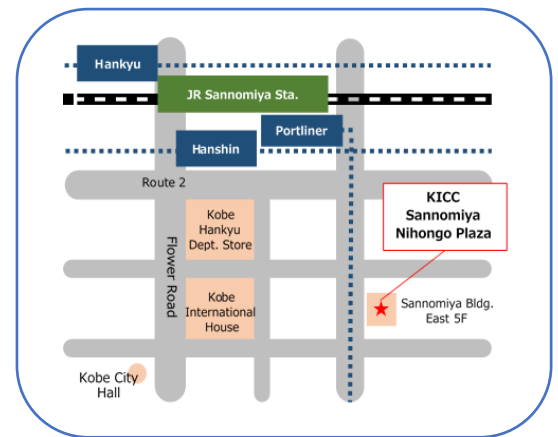 Hankyu
JR Sannomiya Sta.
Portliner
Hanshin
Route 2
KICC
Sannomiya
Nihongo Plaza
Kobe
Hankyu
Dept. Store
Flower Road
Kobe
International
House
Sannomiya Bldg.
East 5F
Kobe City
Hall